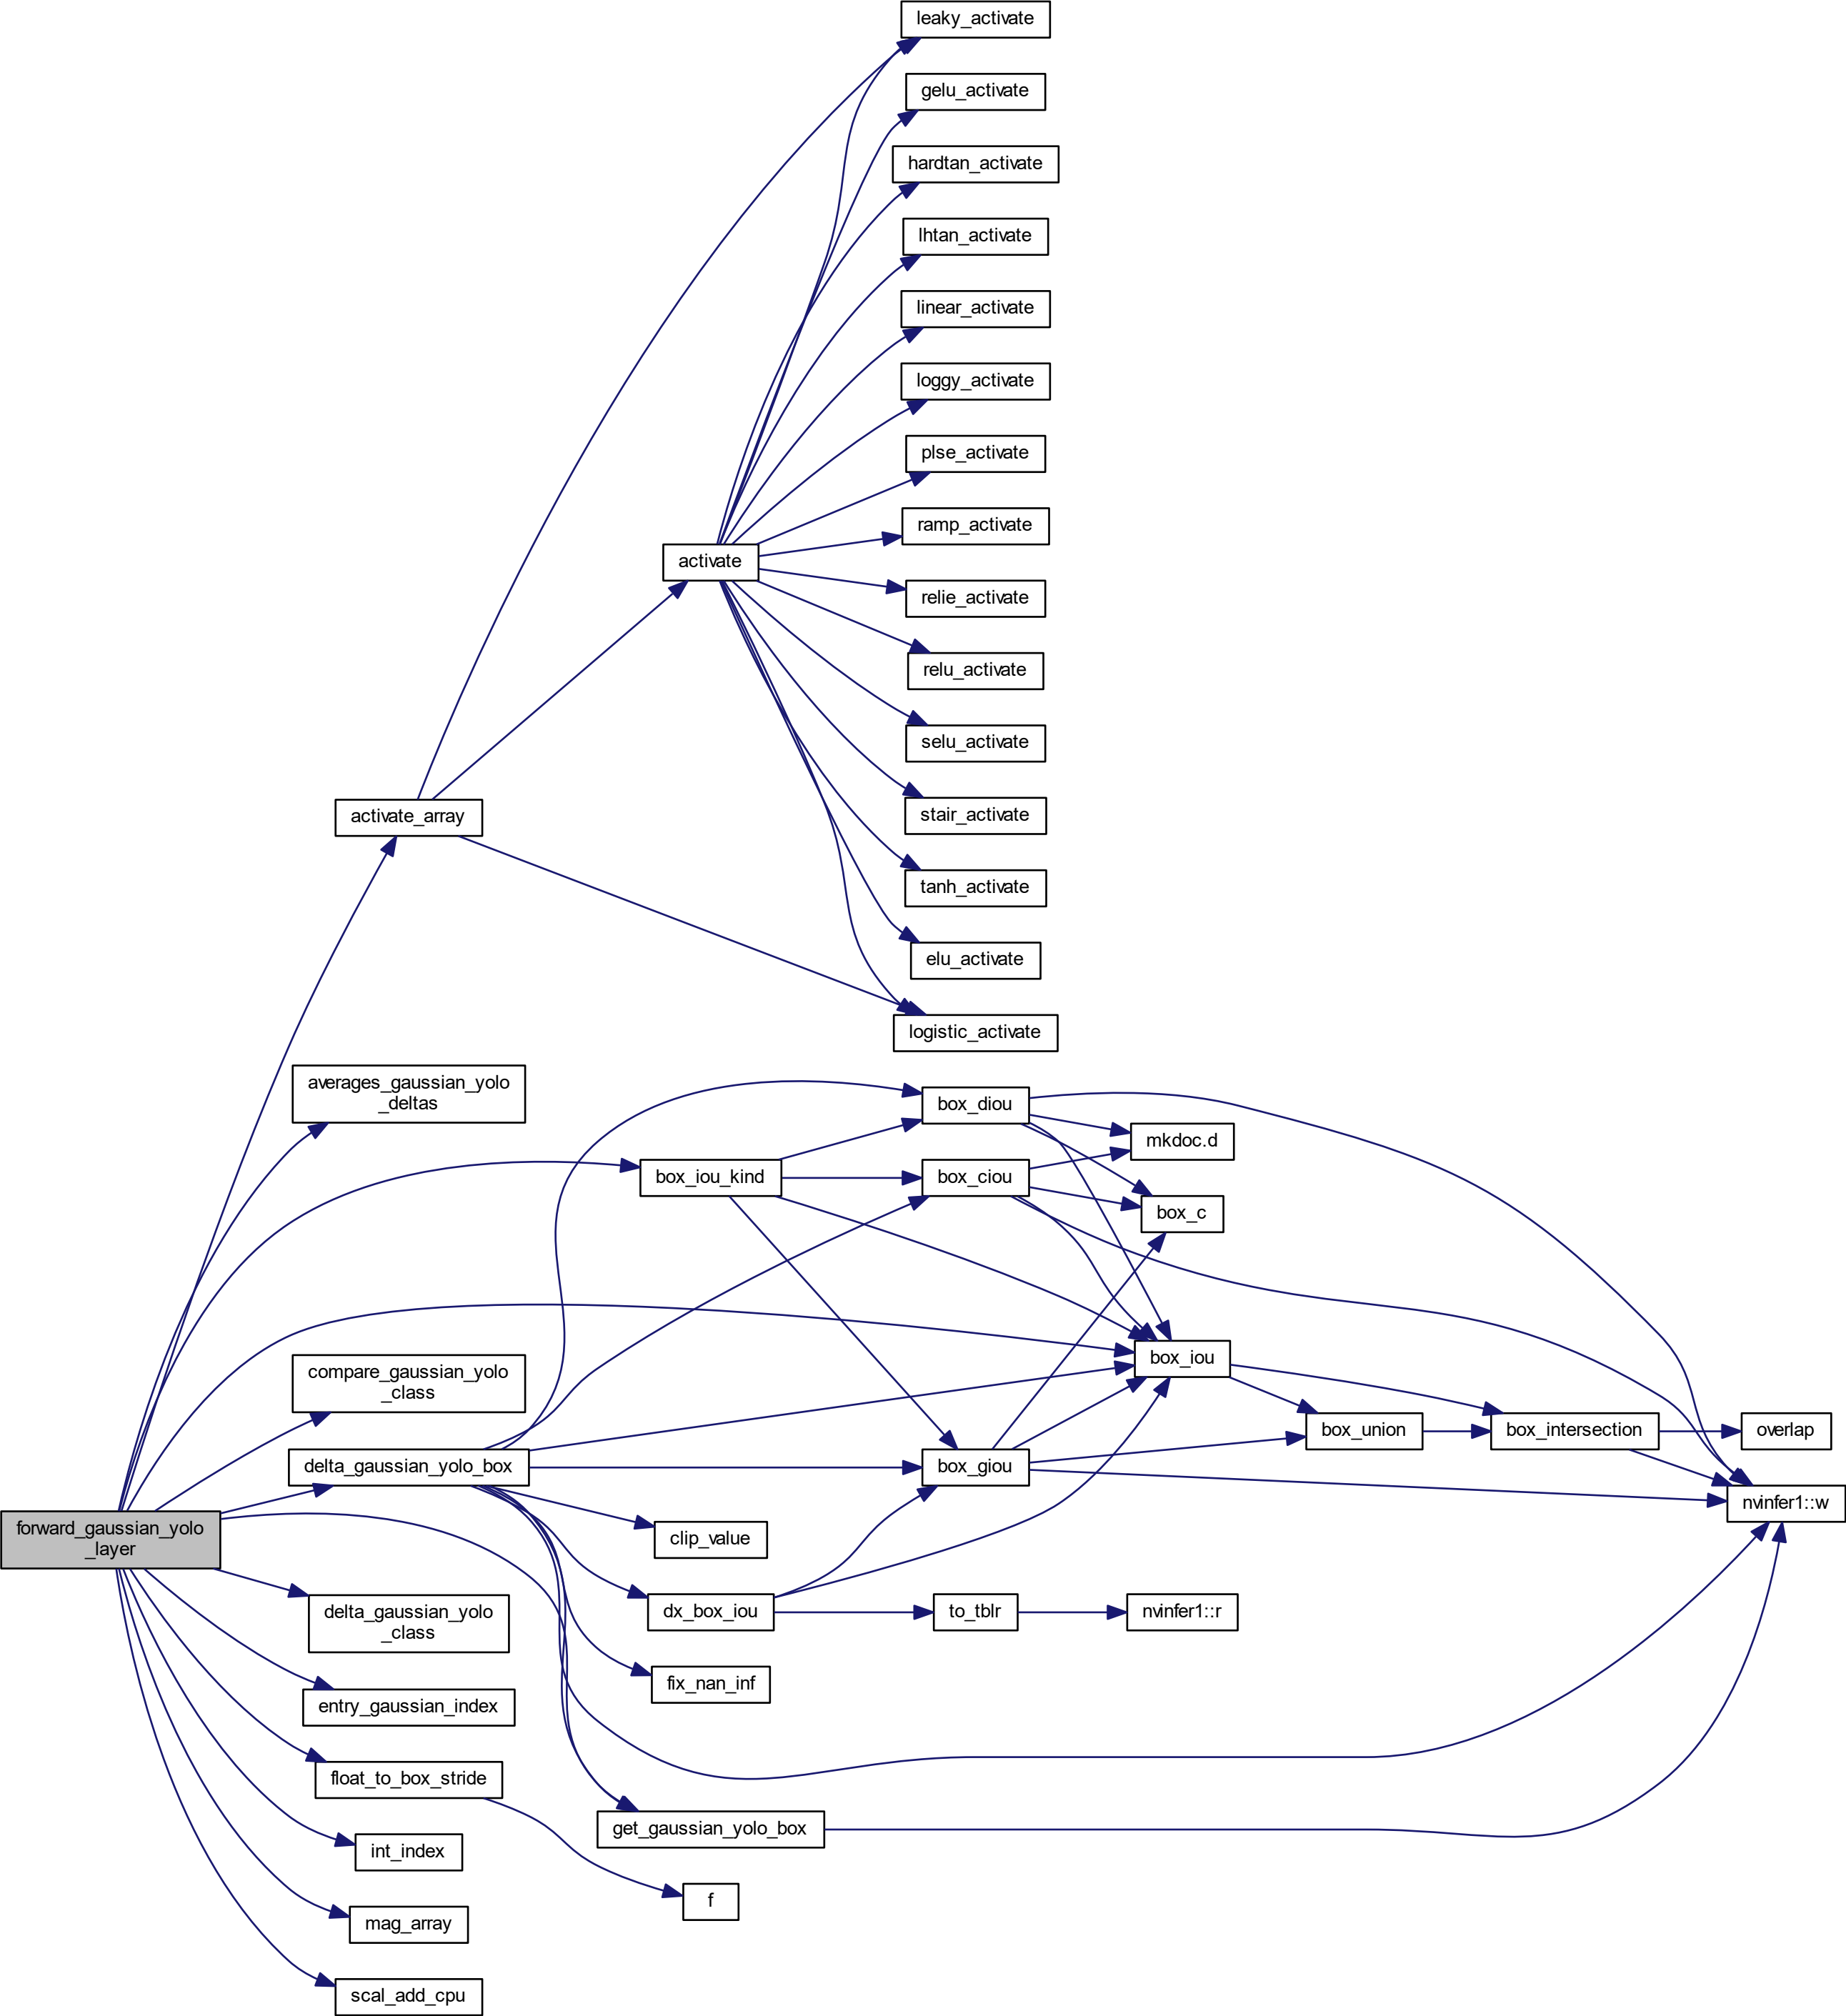 leaky_activate
gelu_activate
hardtan_activate
lhtan_activate
linear_activate
loggy_activate
plse_activate
ramp_activate
activate
relie_activate
relu_activate
selu_activate
stair_activate
activate_array
tanh_activate
elu_activate
logistic_activate
averages_gaussian_yolo
_deltas
box_diou
mkdoc.d
box_iou_kind
box_ciou
box_c
box_iou
compare_gaussian_yolo
_class
box_union
box_intersection
overlap
delta_gaussian_yolo_box
box_giou
nvinfer1::w
forward_gaussian_yolo
_layer
clip_value
delta_gaussian_yolo
_class
dx_box_iou
to_tblr
nvinfer1::r
fix_nan_inf
entry_gaussian_index
float_to_box_stride
get_gaussian_yolo_box
int_index
f
mag_array
scal_add_cpu